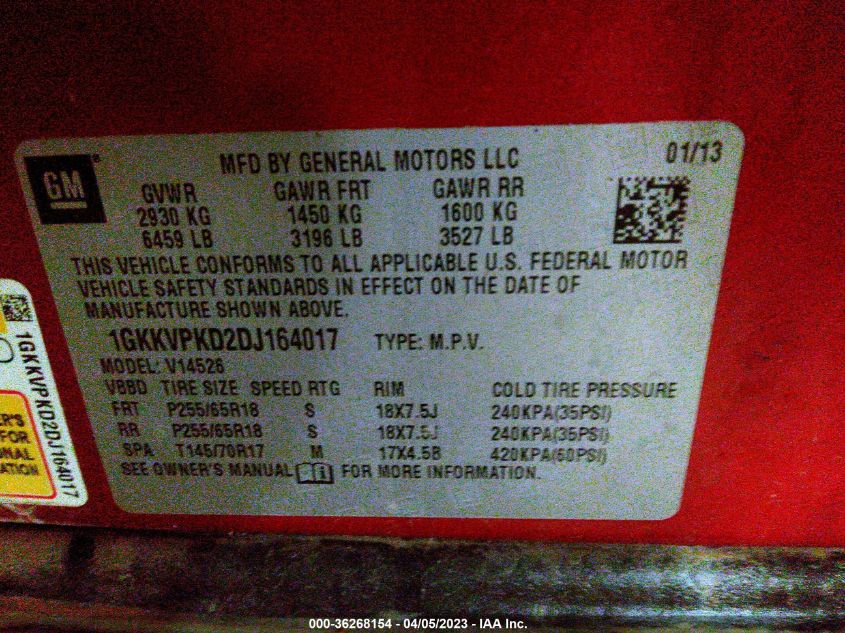 GM
MFD BY GENERAL MOTORS LLC 01/13
GVWR GAWR FRT GAWR RR
2930 KG 1450 KG 1600 KG
6459 LB 3196 LB 3527 LB
THIS VEHICLE CONFORMS TO ALL APPLICABLE U.S. FEDERAL MOTOR
VEHICLE SAFETY STANDARDS IN EFFECT ON THE DATE OF
MANUFACTURE SHOWN ABOVE.
1GKKVPKD2DJ164017 TYPE: M.P.V.
MODEL: V14526
VBBD TIRE SIZE SPEED RTG RIM COLD TIRE PRESSURE
FRT P255/65R18 S 18X7.5J 240KPA(35PSI)
RR P255/65R18 S 18X7.5J 240KPA(35PSI)
SPA T145/70R17 M 17X4.5B 420KPA(60PSI)
SEE OWNER'S MANUAL FOR MORE INFORMATION.
1GKKVPKD2DJ164017
ER'S
FOR
ONAL
ATION
000-36268154 - 04/05/2023 - IAA Inc.